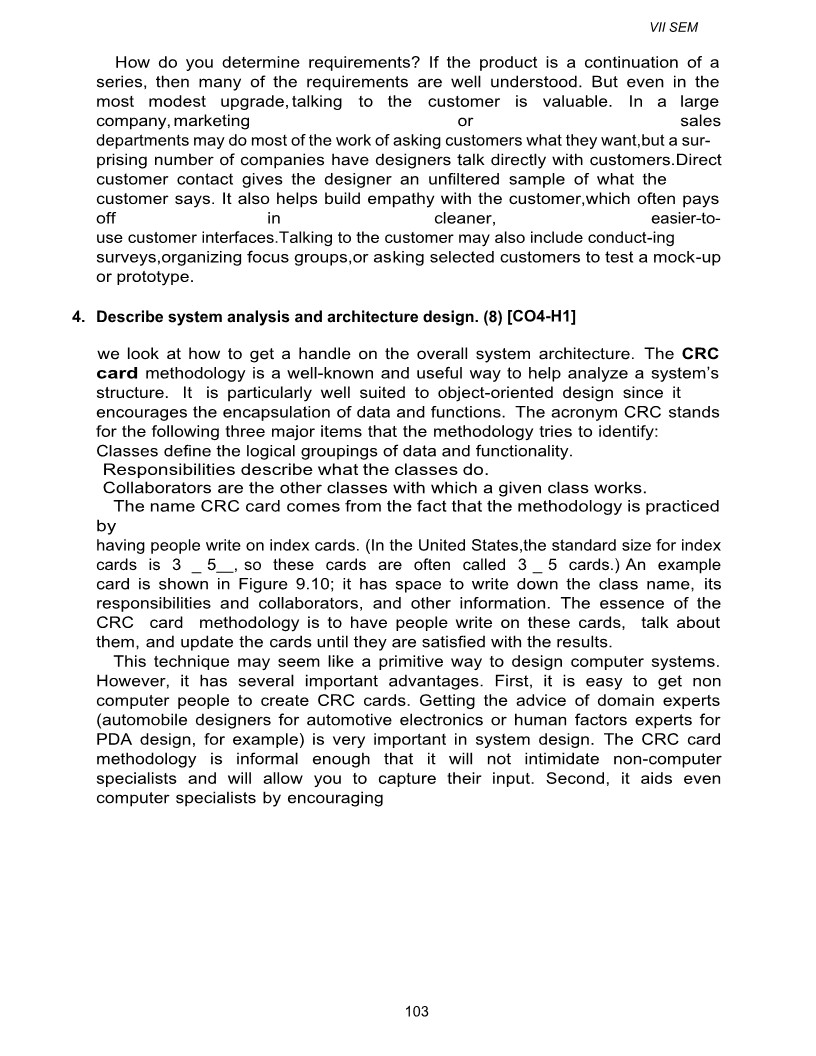 VII SEM
How do you determine requirements? If the product is a continuation of a
series, then many of the requirements are well understood. But even in the
most modest upgrade, talking to the customer is valuable. In a large
company, marketing or sales
departments may do most of the work of asking customers what they want,but a sur-
prising number of companies have designers talk directly with customers.Direct
customer contact gives the designer an unfiltered sample of what the
customer says. It also helps build empathy with the customer,which often pays
off in cleaner, easier-to-
use customer interfaces.Talking to the customer may also include conduct-ing
surveys,organizing focus groups,or asking selected customers to test a mock-up
or prototype.
4. Describe system analysis and architecture design. (8) [CO4-H1]
we look at how to get a handle on the overall system architecture. The CRC
card methodology is a well-known and useful way to help analyze a system's
structure. It is particularly well suited to object-oriented design since it
encourages the encapsulation of data and functions. The acronym CRC stands
for the following three major items that the methodology tries to identify:
Classes define the logical groupings of data and functionality.
Responsibilities describe what the classes do.
Collaborators are the other classes with which a given class works.
The name CRC card comes from the fact that the methodology is practiced
by
having people write on index cards. (In the United States,the standard size for index
cards is 3 _ 5__, so these cards are often called 3 _ 5 cards.) An example
card is shown in Figure 9.10; it has space to write down the class name, its
responsibilities and collaborators, and other information. The essence of the
CRC card methodology is to have people write on these cards, talk about
them, and update the cards until they are satisfied with the results.
This technique may seem like a primitive way to design computer systems.
However, it has several important advantages. First, it is easy to get non
computer people to create CRC cards. Getting the advice of domain experts
(automobile designers for automotive electronics or human factors experts for
PDA design, for example) is very important in system design. The CRC card
methodology is informal enough that it will not intimidate non-computer
specialists and will allow you to capture their input. Second, it aids even
computer specialists by encouraging
103